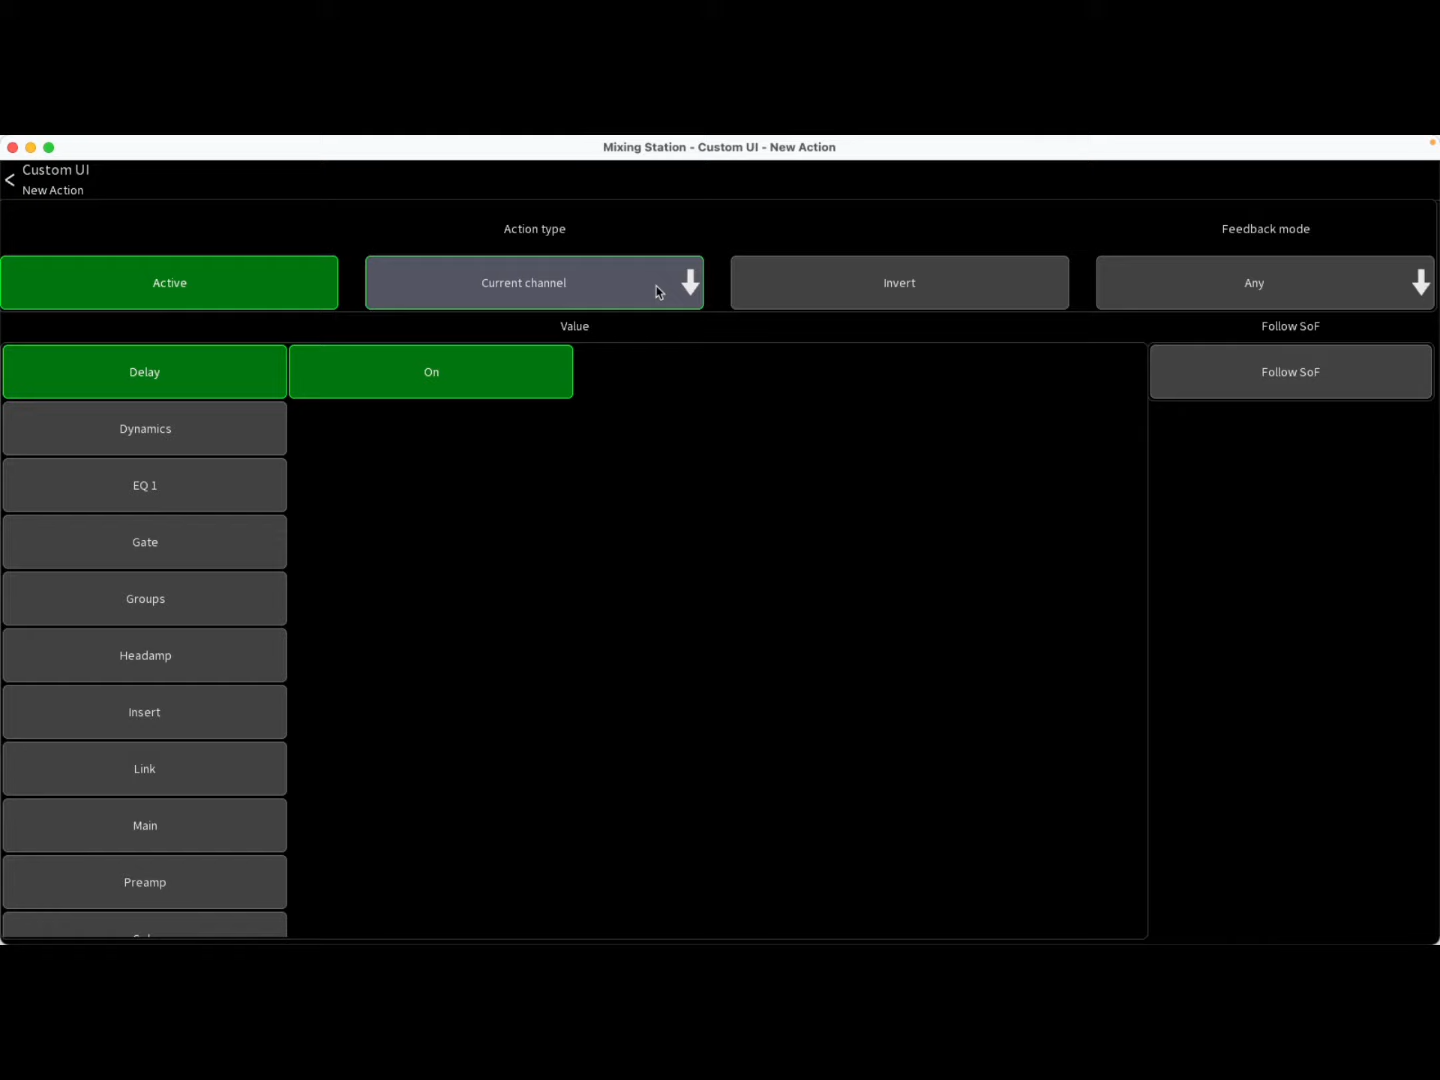 Mixing Station - Custom UI - New Action
Custom UI
New Action
Action type
Feedback mode
Active
Current channel
Invert
Any
Value
Follow SoF
Delay
On
Follow SoF
Dynamics
EQ 1
Gate
Groups
Headamp
Insert
Link
Main
Preamp